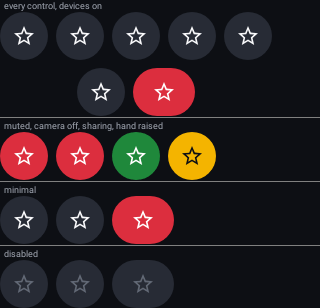 every control, devices on
muted, camera off, sharing, hand raised
minimal
disabled